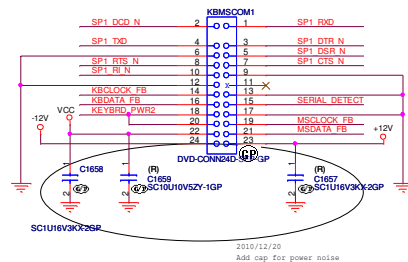 KBMSCOM1
SP1_DCD_N 2 1 SP1_RXD
SP1_TXD 4 3 SP1_DTR_N
6 5 SP1_DSR_N
SP1_RTS_N 8 7 SP1_CTS_N
SP1_RI_N 10 9
12 x 11
KBCLOCK_FB 14 13
KBDATA_FB 16 15 SERIAL_DETECT
KEYBRD_PWR2 18 17
20 19 MSCLOCK_FB
22 21 MSDATA_FB
24 23
-12V VCC +12V
GP
C1658
(R)
C1659
SC10U10V5ZY-1GP
(R)
C1657
SC1U16V3KX-2GP
SC1U16V3KX-2GP
2010/12/20
Add cap for power noise